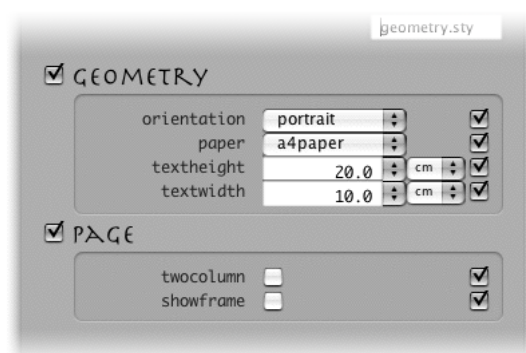 geometry.sty
GEOMETRY
orientation portrait
paper a4paper
textheight 20.0 cm
textwidth 10.0 cm
PAGE
twocolumn
showframe